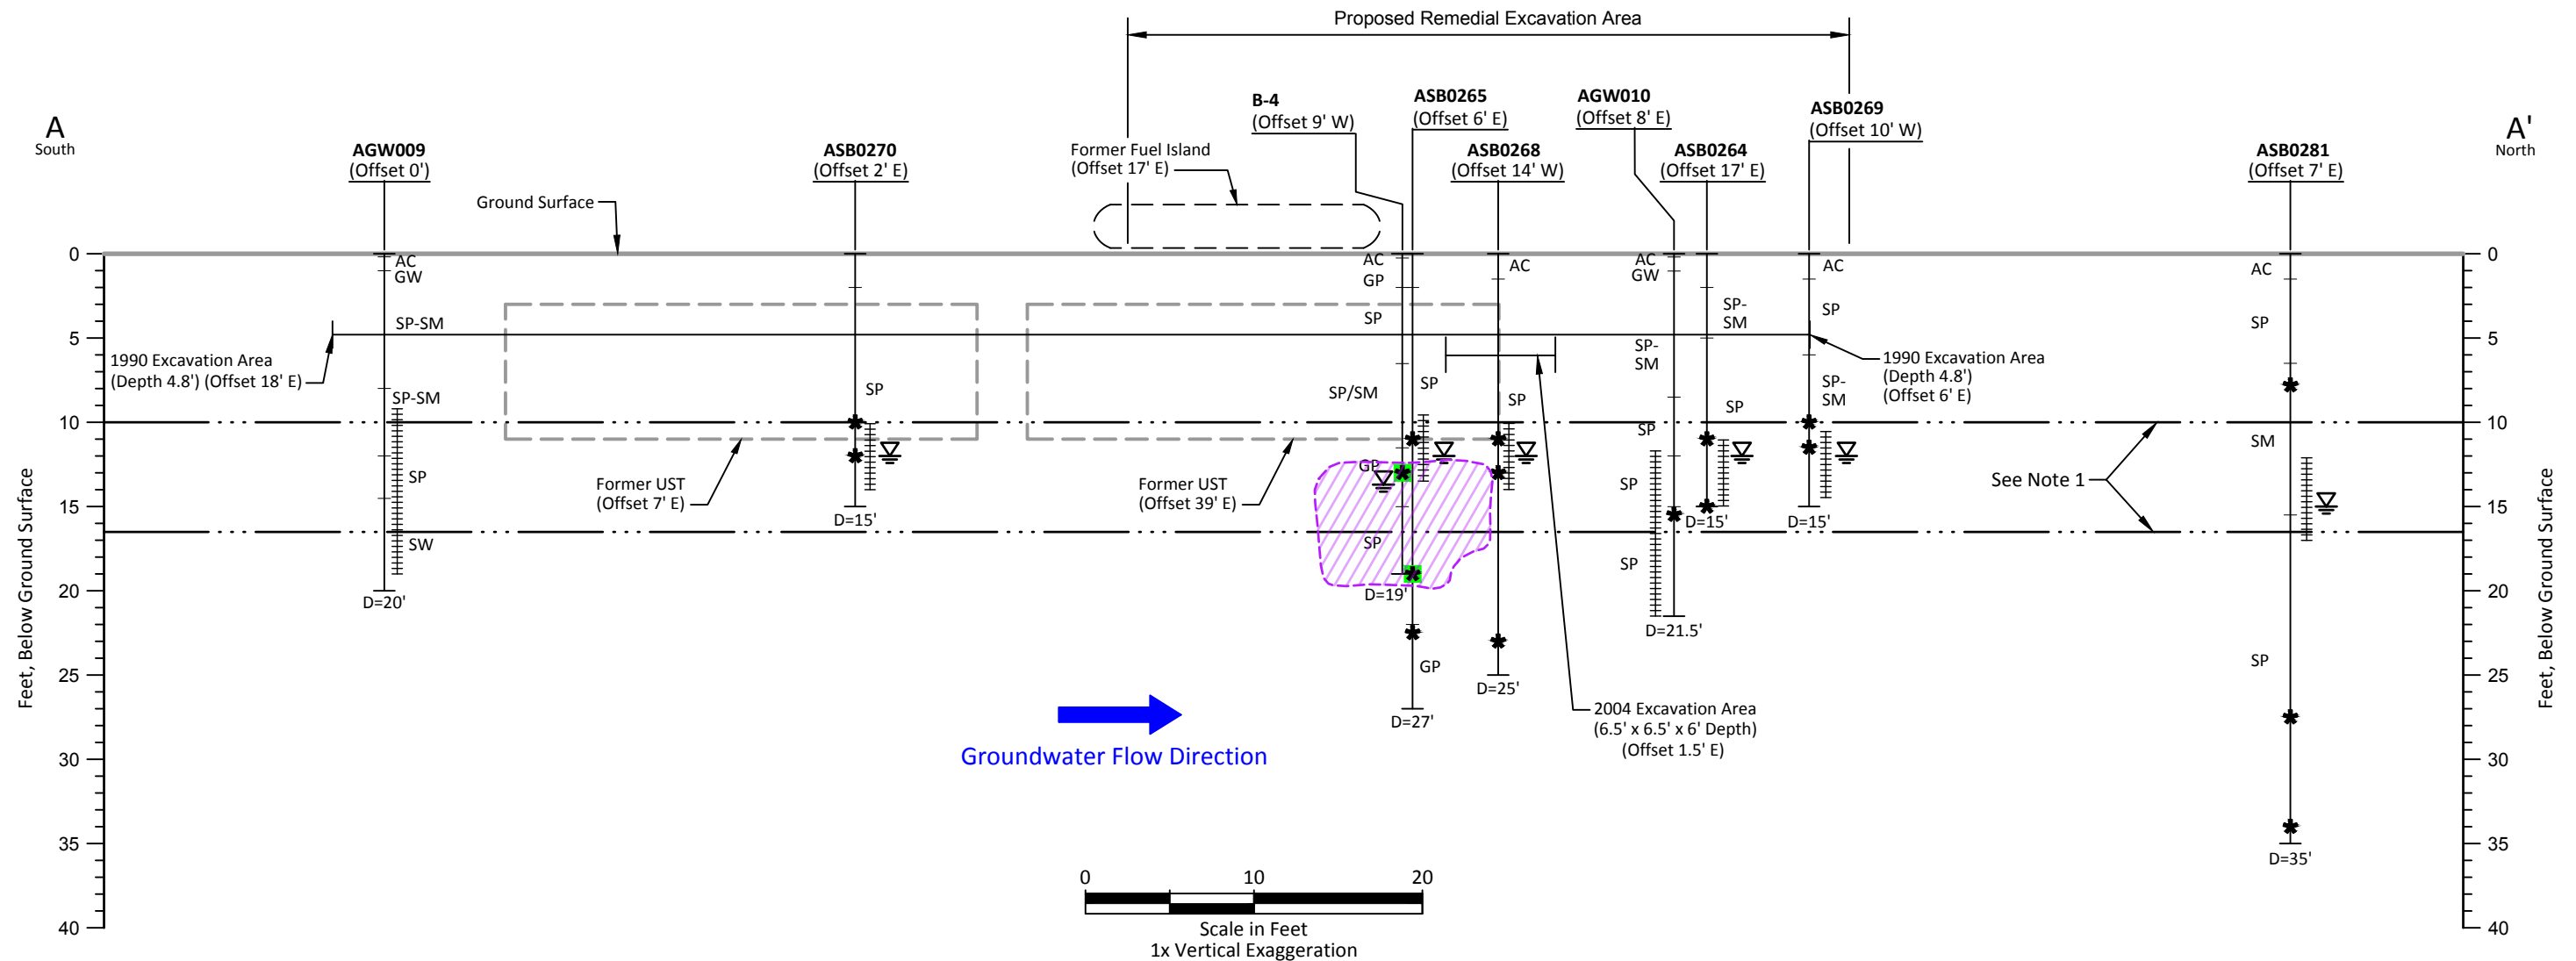 Proposed Remedial Excavation Area
A
South
AGW009
(Offset 0')
ASB0270
(Offset 2' E)
Former Fuel Island
(Offset 17' E)
B-4
(Offset 9' W)
ASB0265
(Offset 6' E)
ASB0268
(Offset 14' W)
AGW010
(Offset 8' E)
ASB0264
(Offset 17' E)
ASB0269
(Offset 10' W)
ASB0281
(Offset 7' E)
A'
North
Ground Surface
0
5
10
15
20
25
30
35
40
Feet, Below Ground Surface
AC
GW
SP-SM
SP-SM
SP
SW
D=20'
1990 Excavation Area
(Depth 4.8') (Offset 18' E)
Former UST
(Offset 7' E)
SP
D=15'
Former UST
(Offset 39' E)
AC
GP
SP
SP/SM
GP
SP
D=19'
SP
GP
D=27'
AC
SP
D=25'
AC
GW
SP-
SM
SP
SP
SP
D=21.5'
SP-
SM
SP
D=15'
AC
SP
SP-
SM
D=15'
1990 Excavation Area
(Depth 4.8')
(Offset 6' E)
2004 Excavation Area
(6.5' x 6.5' x 6' Depth)
(Offset 1.5' E)
See Note 1
AC
SP
SM
SP
D=35'
0
5
10
15
20
25
30
35
40
Feet, Below Ground Surface
Groundwater Flow Direction
0 10 20
Scale in Feet
1x Vertical Exaggeration